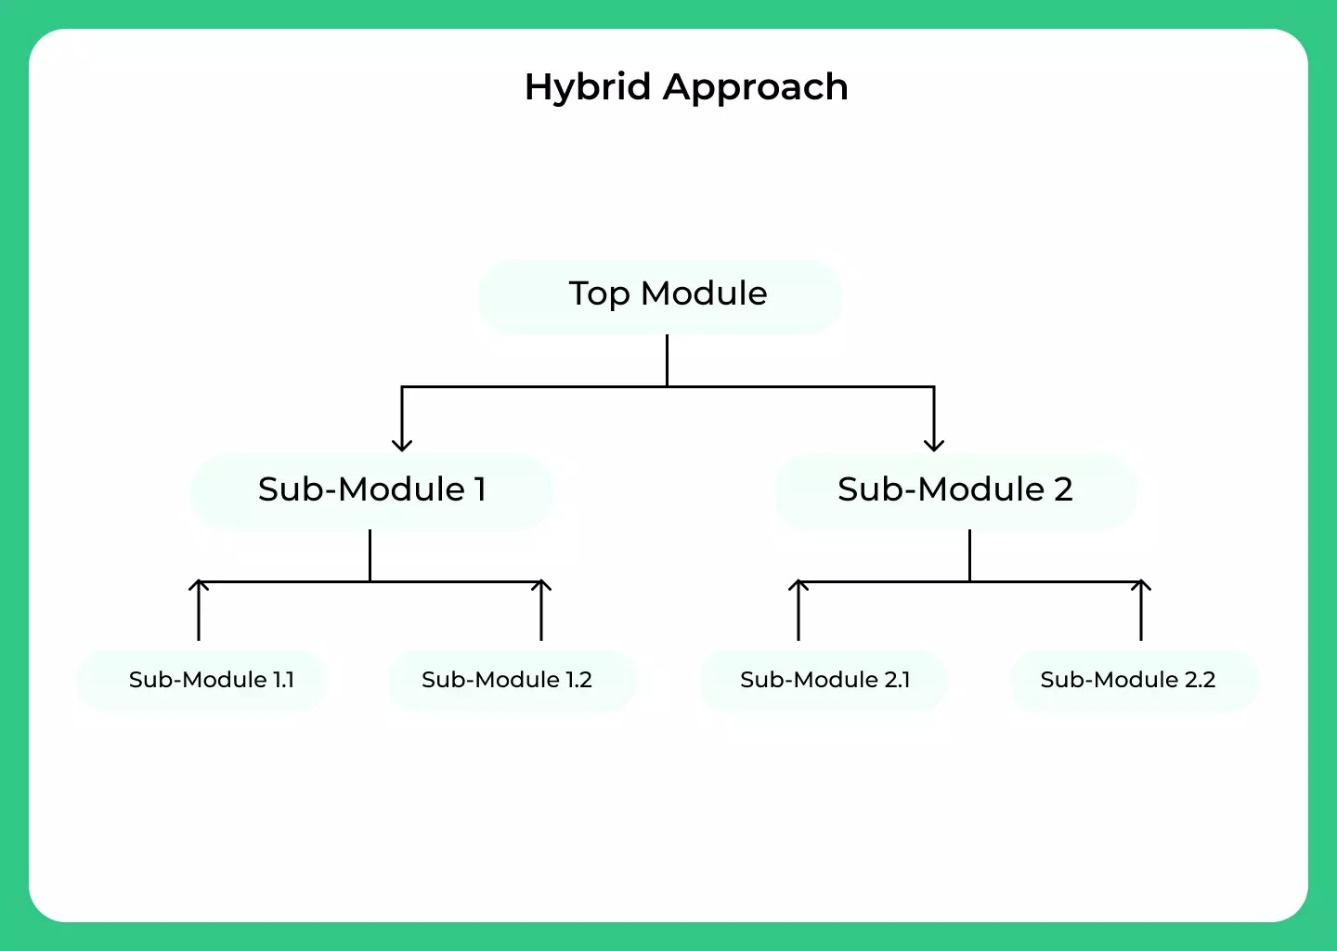 Hybrid Approach
Top Module
Sub-Module 1
Sub-Module 2
Sub-Module 1.1
Sub-Module 1.2
Sub-Module 2.1
Sub-Module 2.2